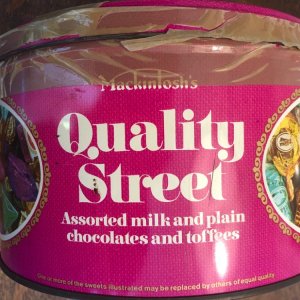 Mackintosh's
Quality
Street
Assorted milk and plain
chocolates and toffees
One or more of the sweets illustrated may be replaced by others of equal quality